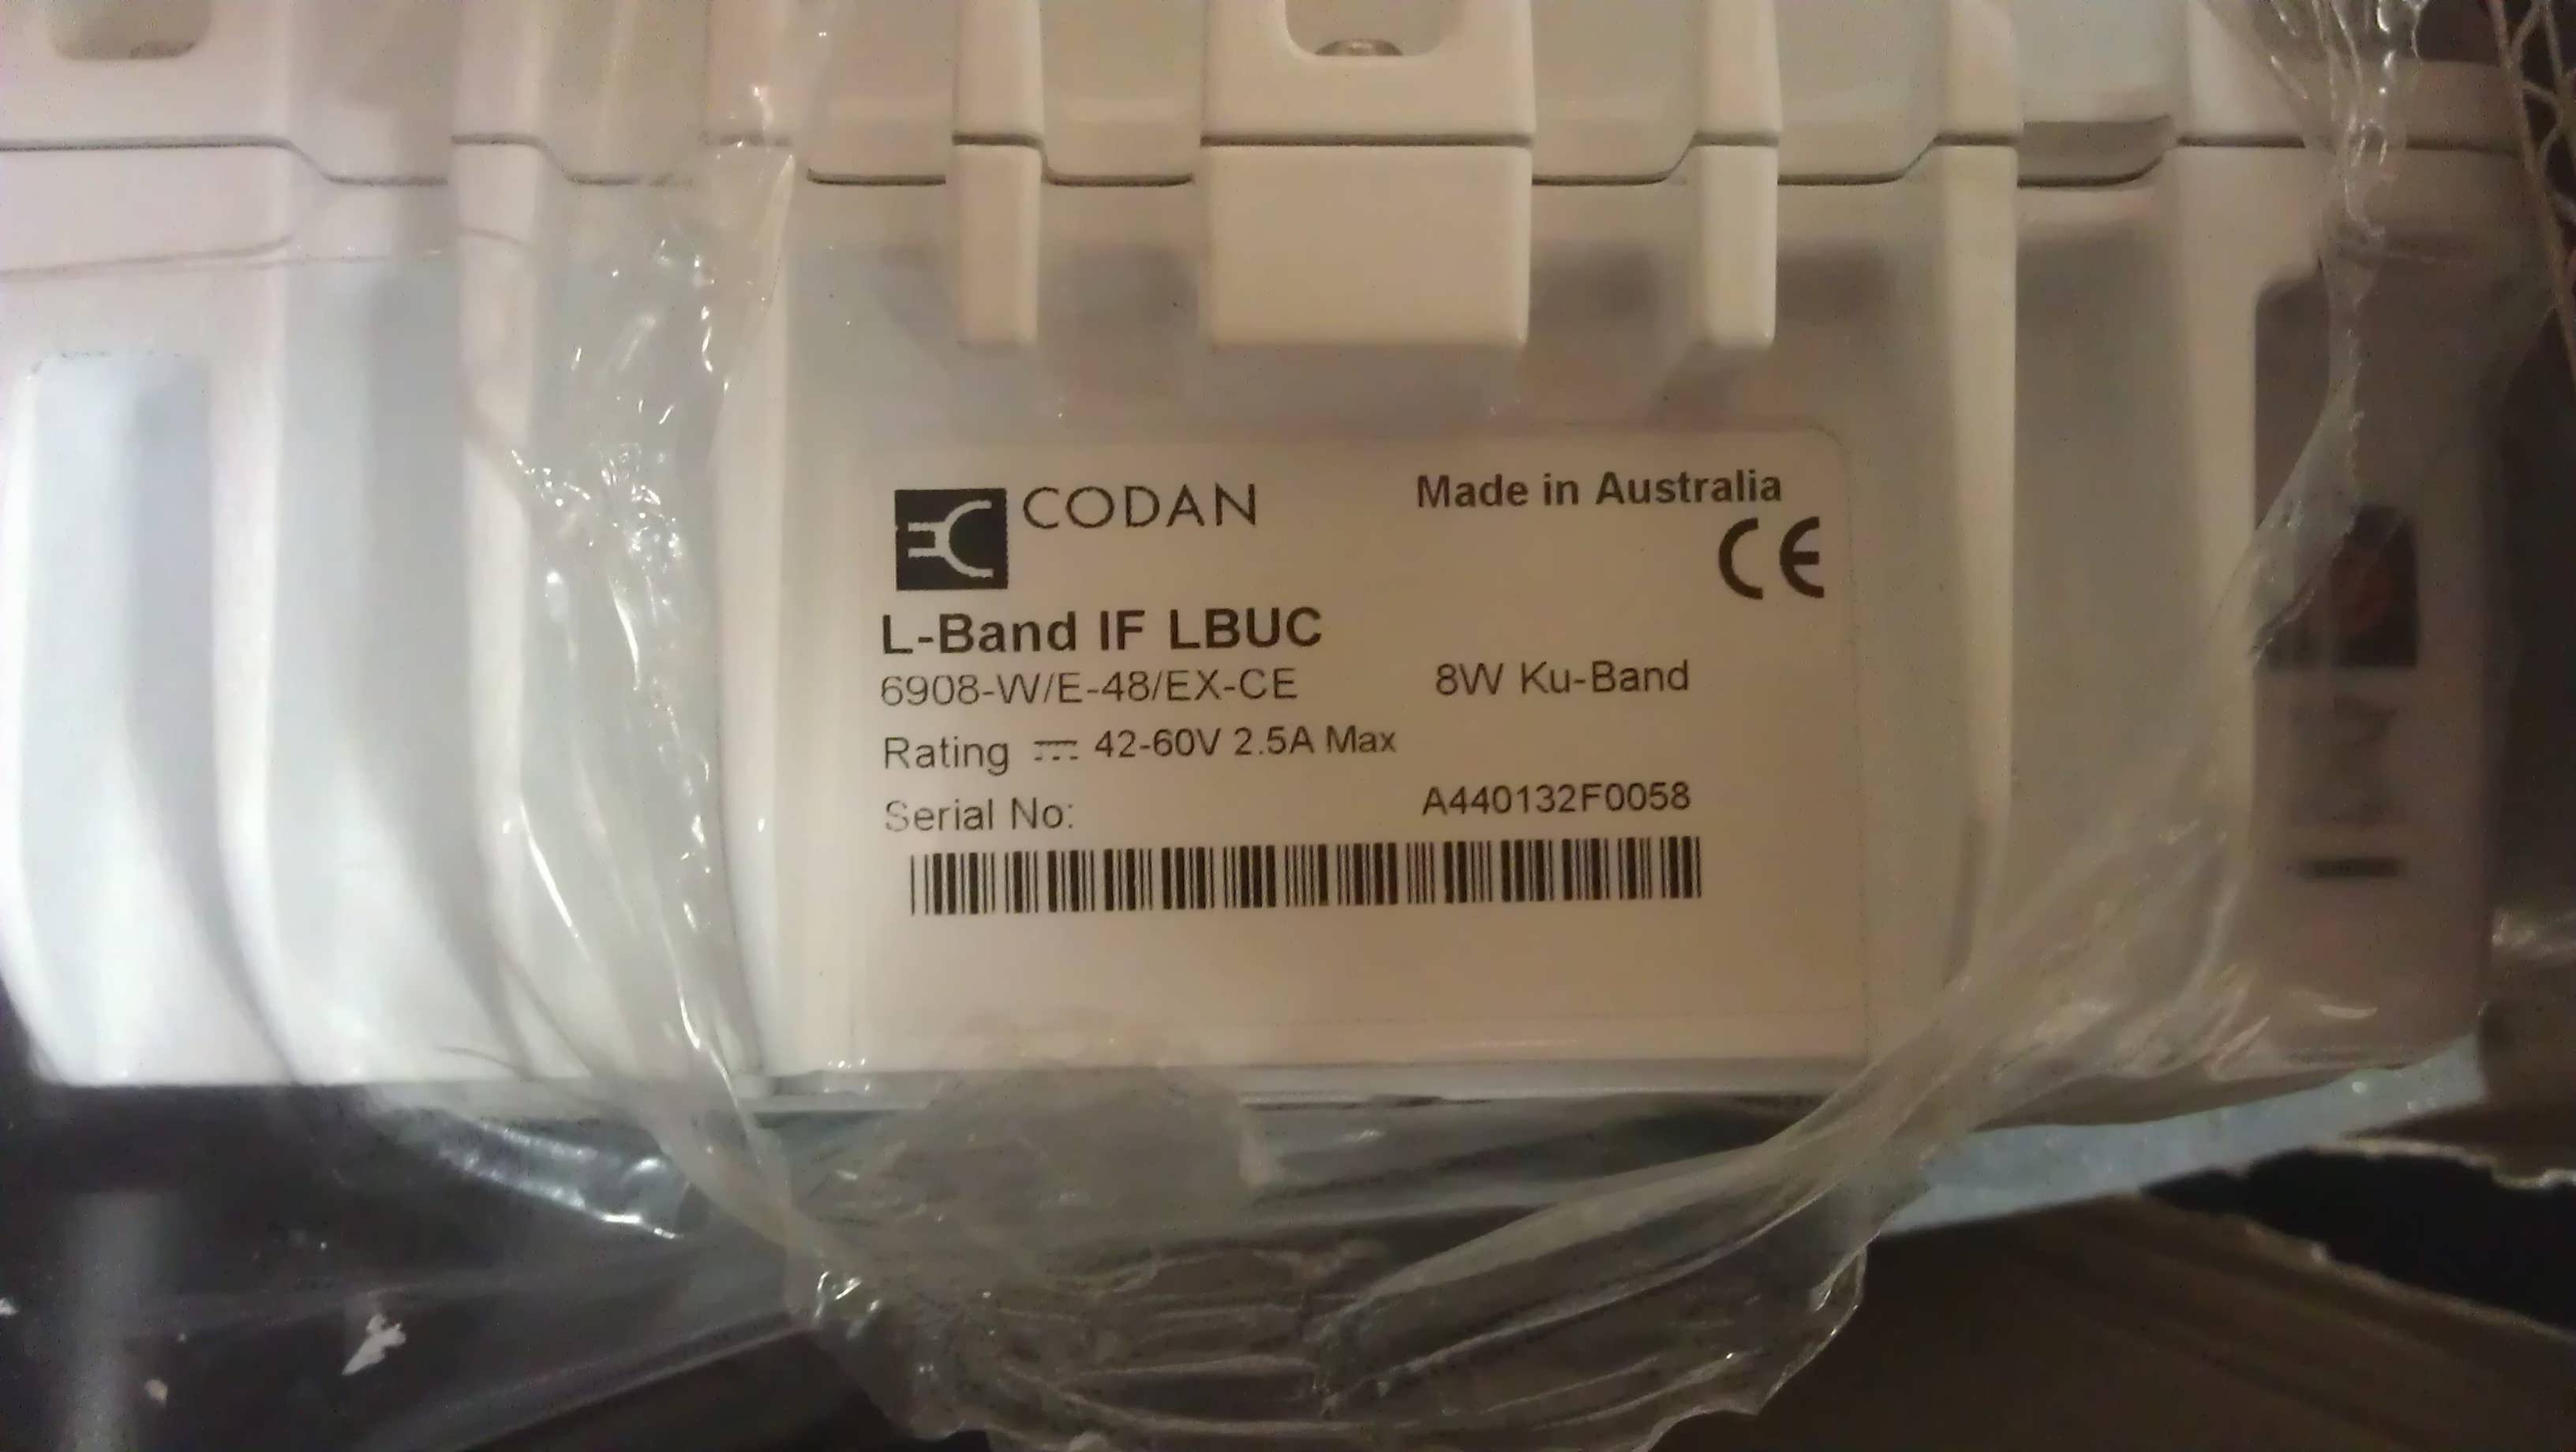 CODAN
Made in Australia
CE
L-Band IF LBUC
6908-W/E-48/EX-CE 8W Ku-Band
Rating ⎓ 42-60V 2.5A Max
Serial No: A440132F0058